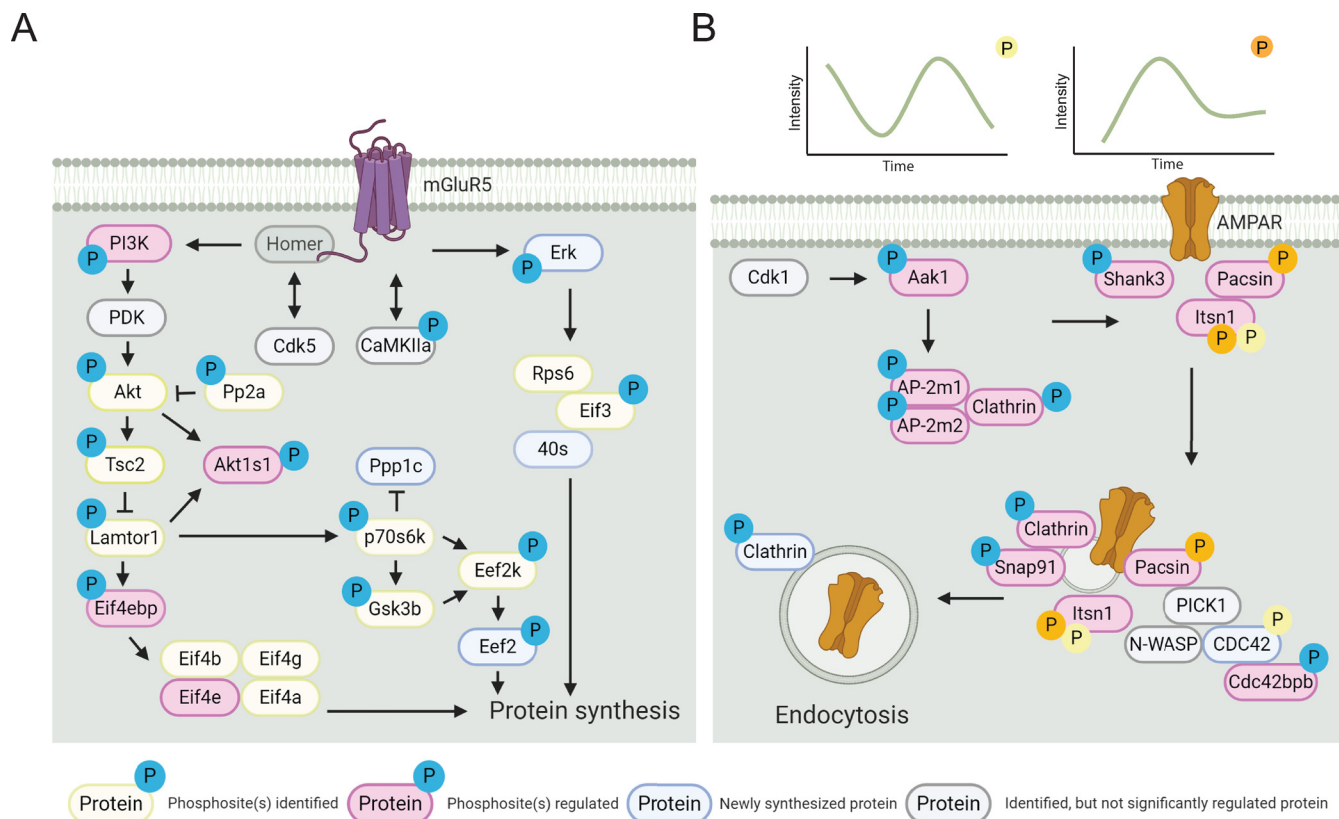 A
mGluR5
PI3K
P
Homer
Erk
P
PDK
Cdk5
CaMKIIa
P
Akt
P
Pp2a
P
Rps6
Eif3
P
40s
Tsc2
P
Akt1s1
P
Ppp1c
Lamtor1
P
p70s6k
P
Eef2k
P
Eif4ebp
P
Gsk3b
P
Eef2
P
Eif4b
Eif4g
Eif4e
Eif4a
Protein synthesis
B
Intensity
Time
P
Intensity
Time
P
AMPAR
Cdk1
Aak1
P
Shank3
P
Pacsin
P
Itsn1
P
P
AP-2m1
P
AP-2m2
P
Clathrin
P
Clathrin
P
Clathrin
P
Snap91
P
Pacsin
P
Itsn1
P
P
PICK1
N-WASP
CDC42
P
Cdc42bpb
P
Endocytosis
Protein
P
Phosphosite(s) identified
Protein
P
Phosphosite(s) regulated
Protein
Newly synthesized protein
Protein
Identified, but not significantly regulated protein